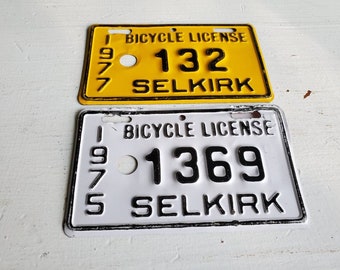 1977
BICYCLE LICENSE
132
SELKIRK
1975
BICYCLE LICENSE
1369
SELKIRK